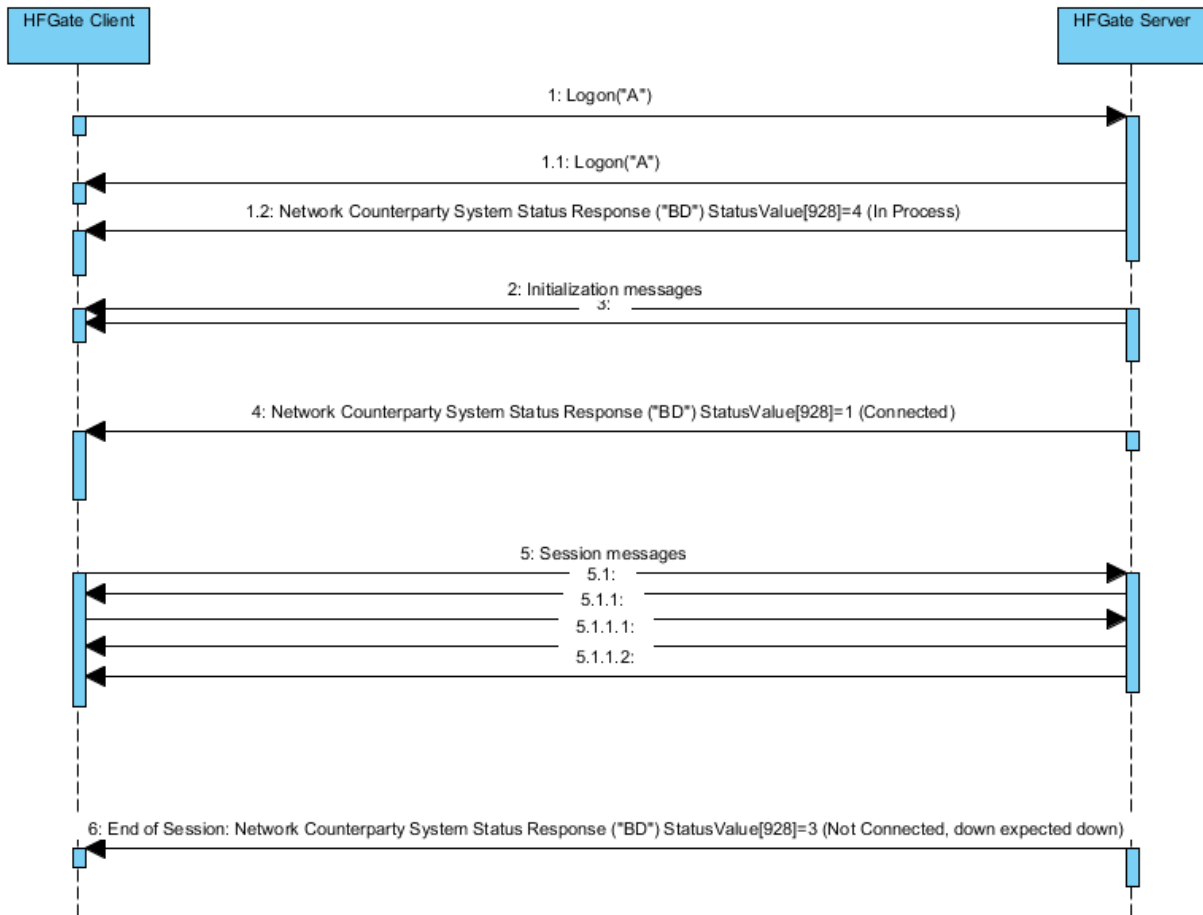 HFGate Client
HFGate Server
1: Logon("A")
1.1: Logon("A")
1.2: Network Counterparty System Status Response ("BD") StatusValue[928]=4 (In Process)
2: Initialization messages
3:
4: Network Counterparty System Status Response ("BD") StatusValue[928]=1 (Connected)
5: Session messages
5.1:
5.1.1:
5.1.1.1:
5.1.1.2:
6: End of Session: Network Counterparty System Status Response ("BD") StatusValue[928]=3 (Not Connected, down expected down)